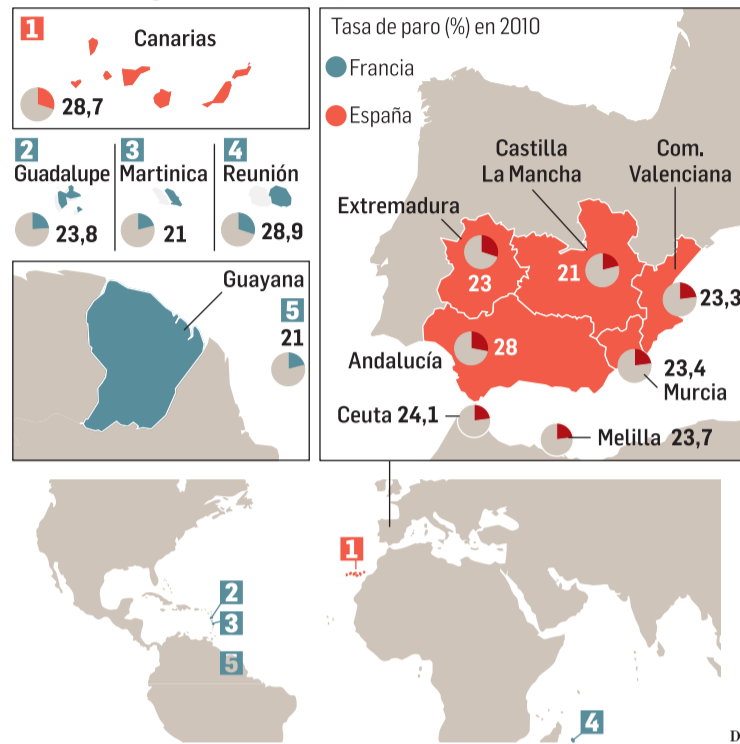 1
Canarias
28,7
2
Guadalupe
23,8
3
Martinica
21
4
Reunión
28,9
Guayana
5
21
Tasa de paro (%) en 2010
Francia
España
Castilla
La Mancha
Com.
Valenciana
Extremadura
23
21
23,3
Andalucía
28
23,4
Murcia
Ceuta 24,1
Melilla 23,7
1
2
3
5
4
D